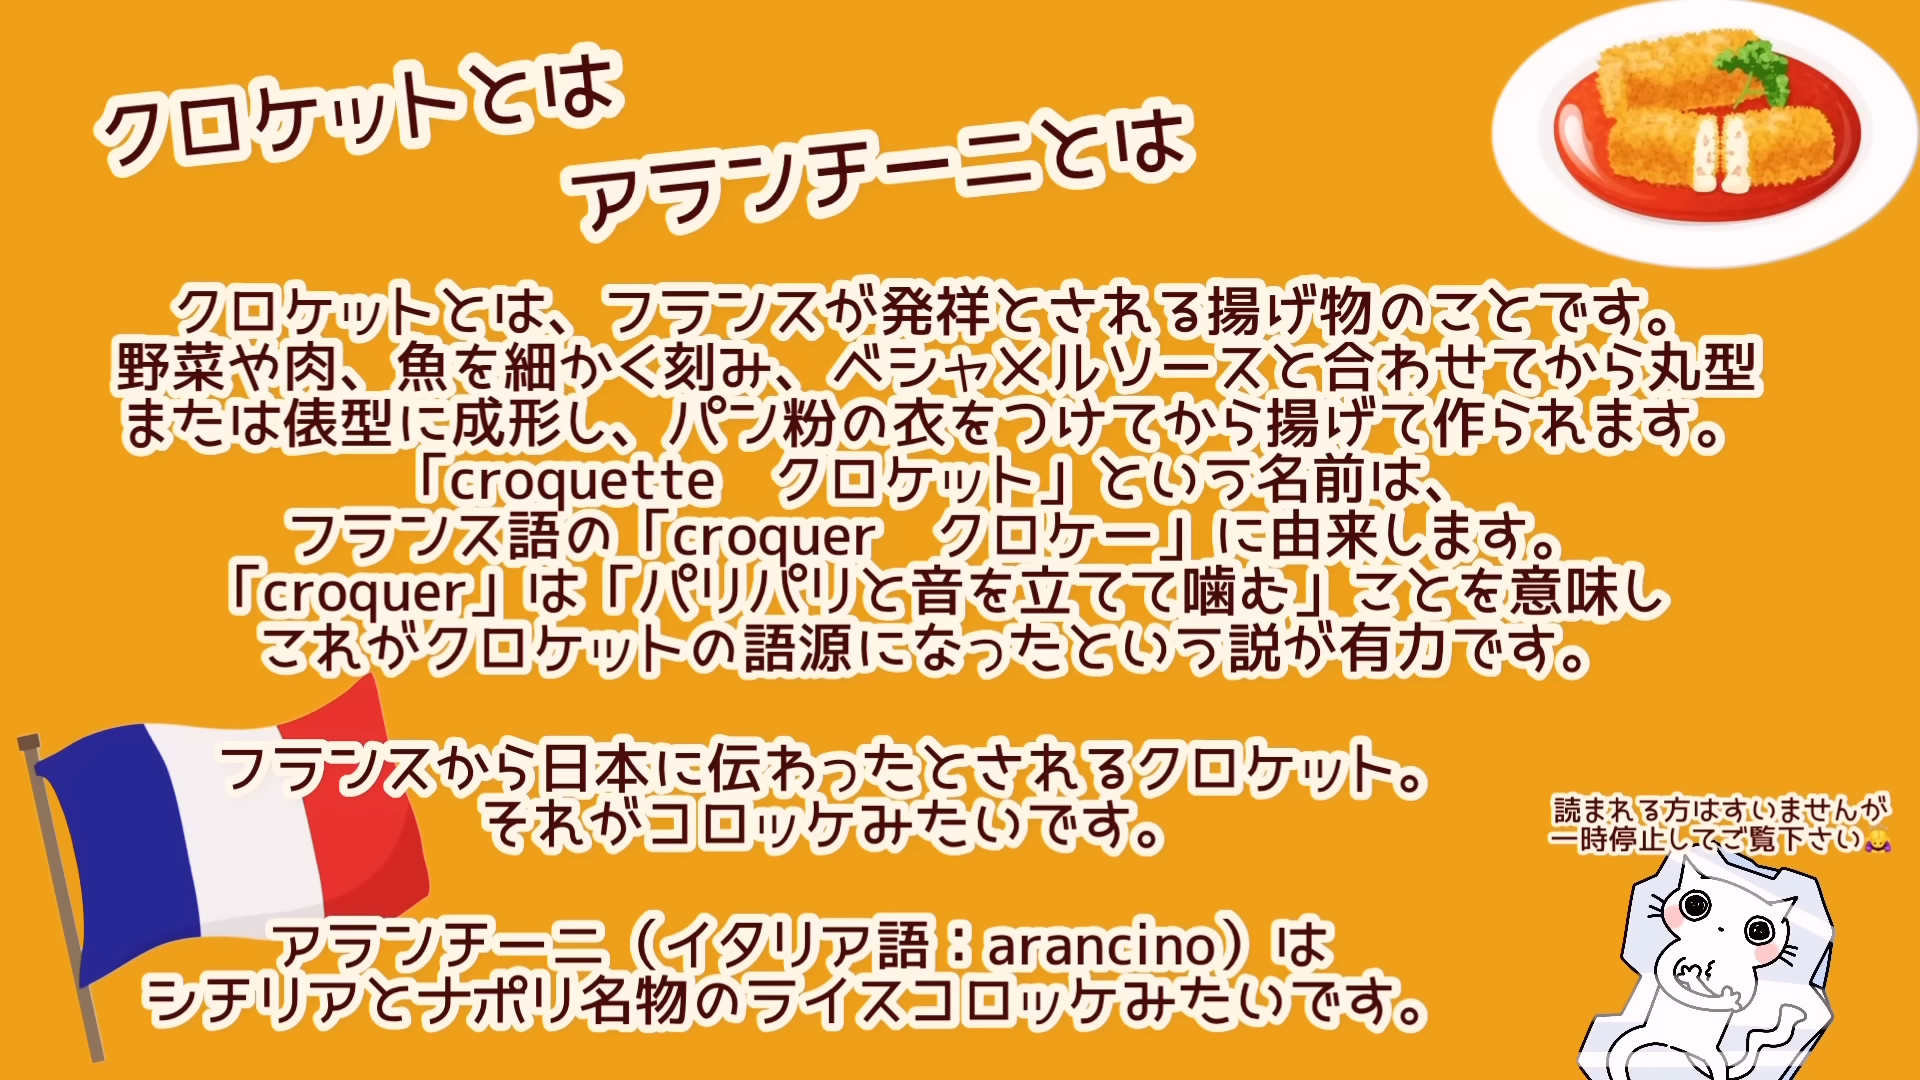 クロケットとは
アランチーニとは
クロケットとは、フランスが発祥とされる揚げ物のことです。
野菜や肉、魚を細かく刻み、ベシャメルソースと合わせてから丸型
または俵型に成形し、パン粉の衣をつけてから揚げて作られます。
「croquette　クロケット」という名前は、
フランス語の「croquer　クロケー」に由来します。
「croquer」は「パリパリと音を立てて噛む」ことを意味し
これがクロケットの語源になったという説が有力です。
フランスから日本に伝わったとされるクロケット。
それがコロッケみたいです。
読まれる方はすいませんが
一時停止してご覧下さい🙇‍♀️
アランチーニ（イタリア語：arancino）は
シチリアとナポリ名物のライスコロッケみたいです。